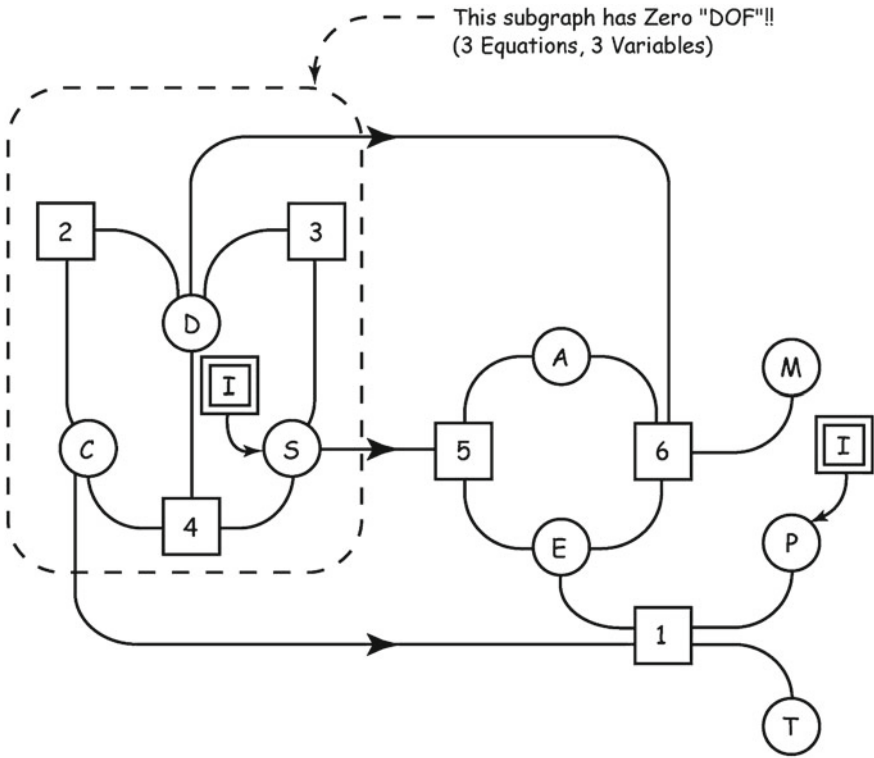 This subgraph has Zero "DOF"!!
(3 Equations, 3 Variables)
2
3
D
I
A
M
C
S
5
6
I
4
E
P
1
T